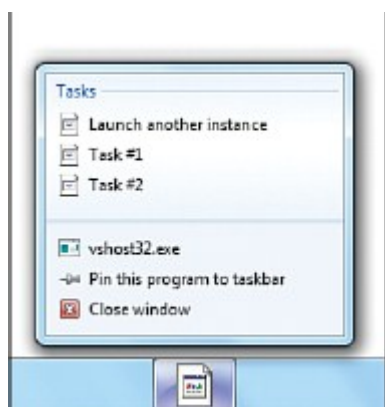 Tasks
Launch another instance
Task #1
Task #2
vshost32.exe
Pin this program to taskbar
Close window